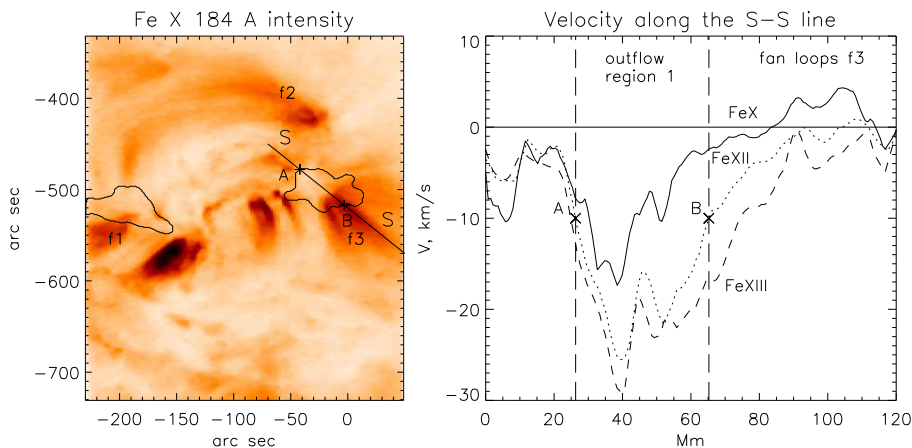 Fe X 184 A intensity
Velocity along the S-S line
f2
S
A
B
S
f1
f3
-400
-500
-600
-700
arc sec
-200 -150 -100 -50 0
arc sec
10
0
-10
-20
-30
V, km/s
outflow
region 1
fan loops f3
FeX
FeXII
A
B
FeXIII
0 20 40 60 80 100 120
Mm